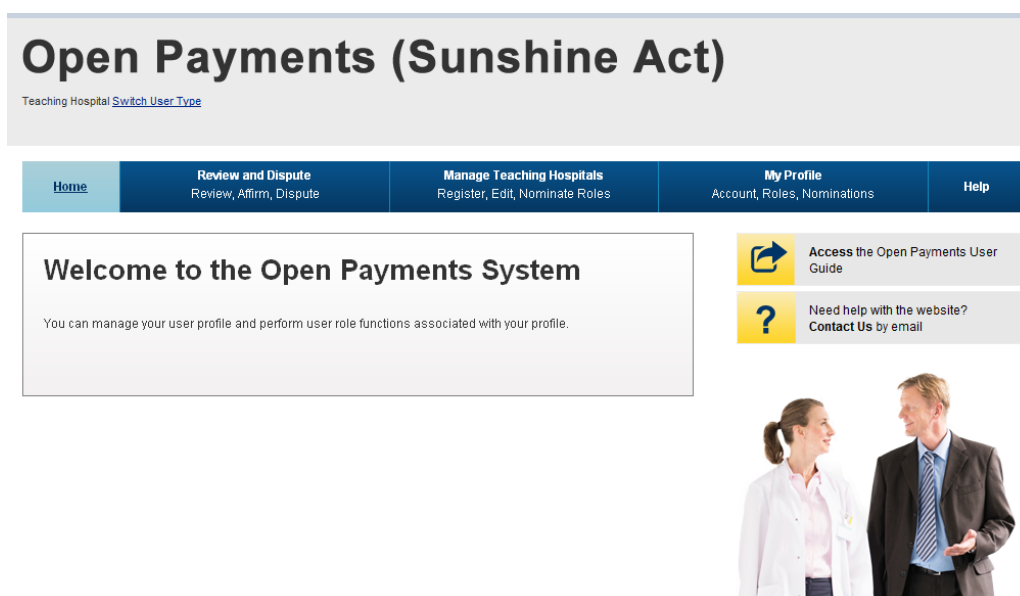 Open Payments (Sunshine Act)
Teaching Hospital Switch User Type
Home
Review and Dispute
Review, Affirm, Dispute
Manage Teaching Hospitals
Register, Edit, Nominate Roles
My Profile
Account, Roles, Nominations
Help
Welcome to the Open Payments System
You can manage your user profile and perform user role functions associated with your profile.
Access the Open Payments User
Guide
?
Need help with the website?
Contact Us by email